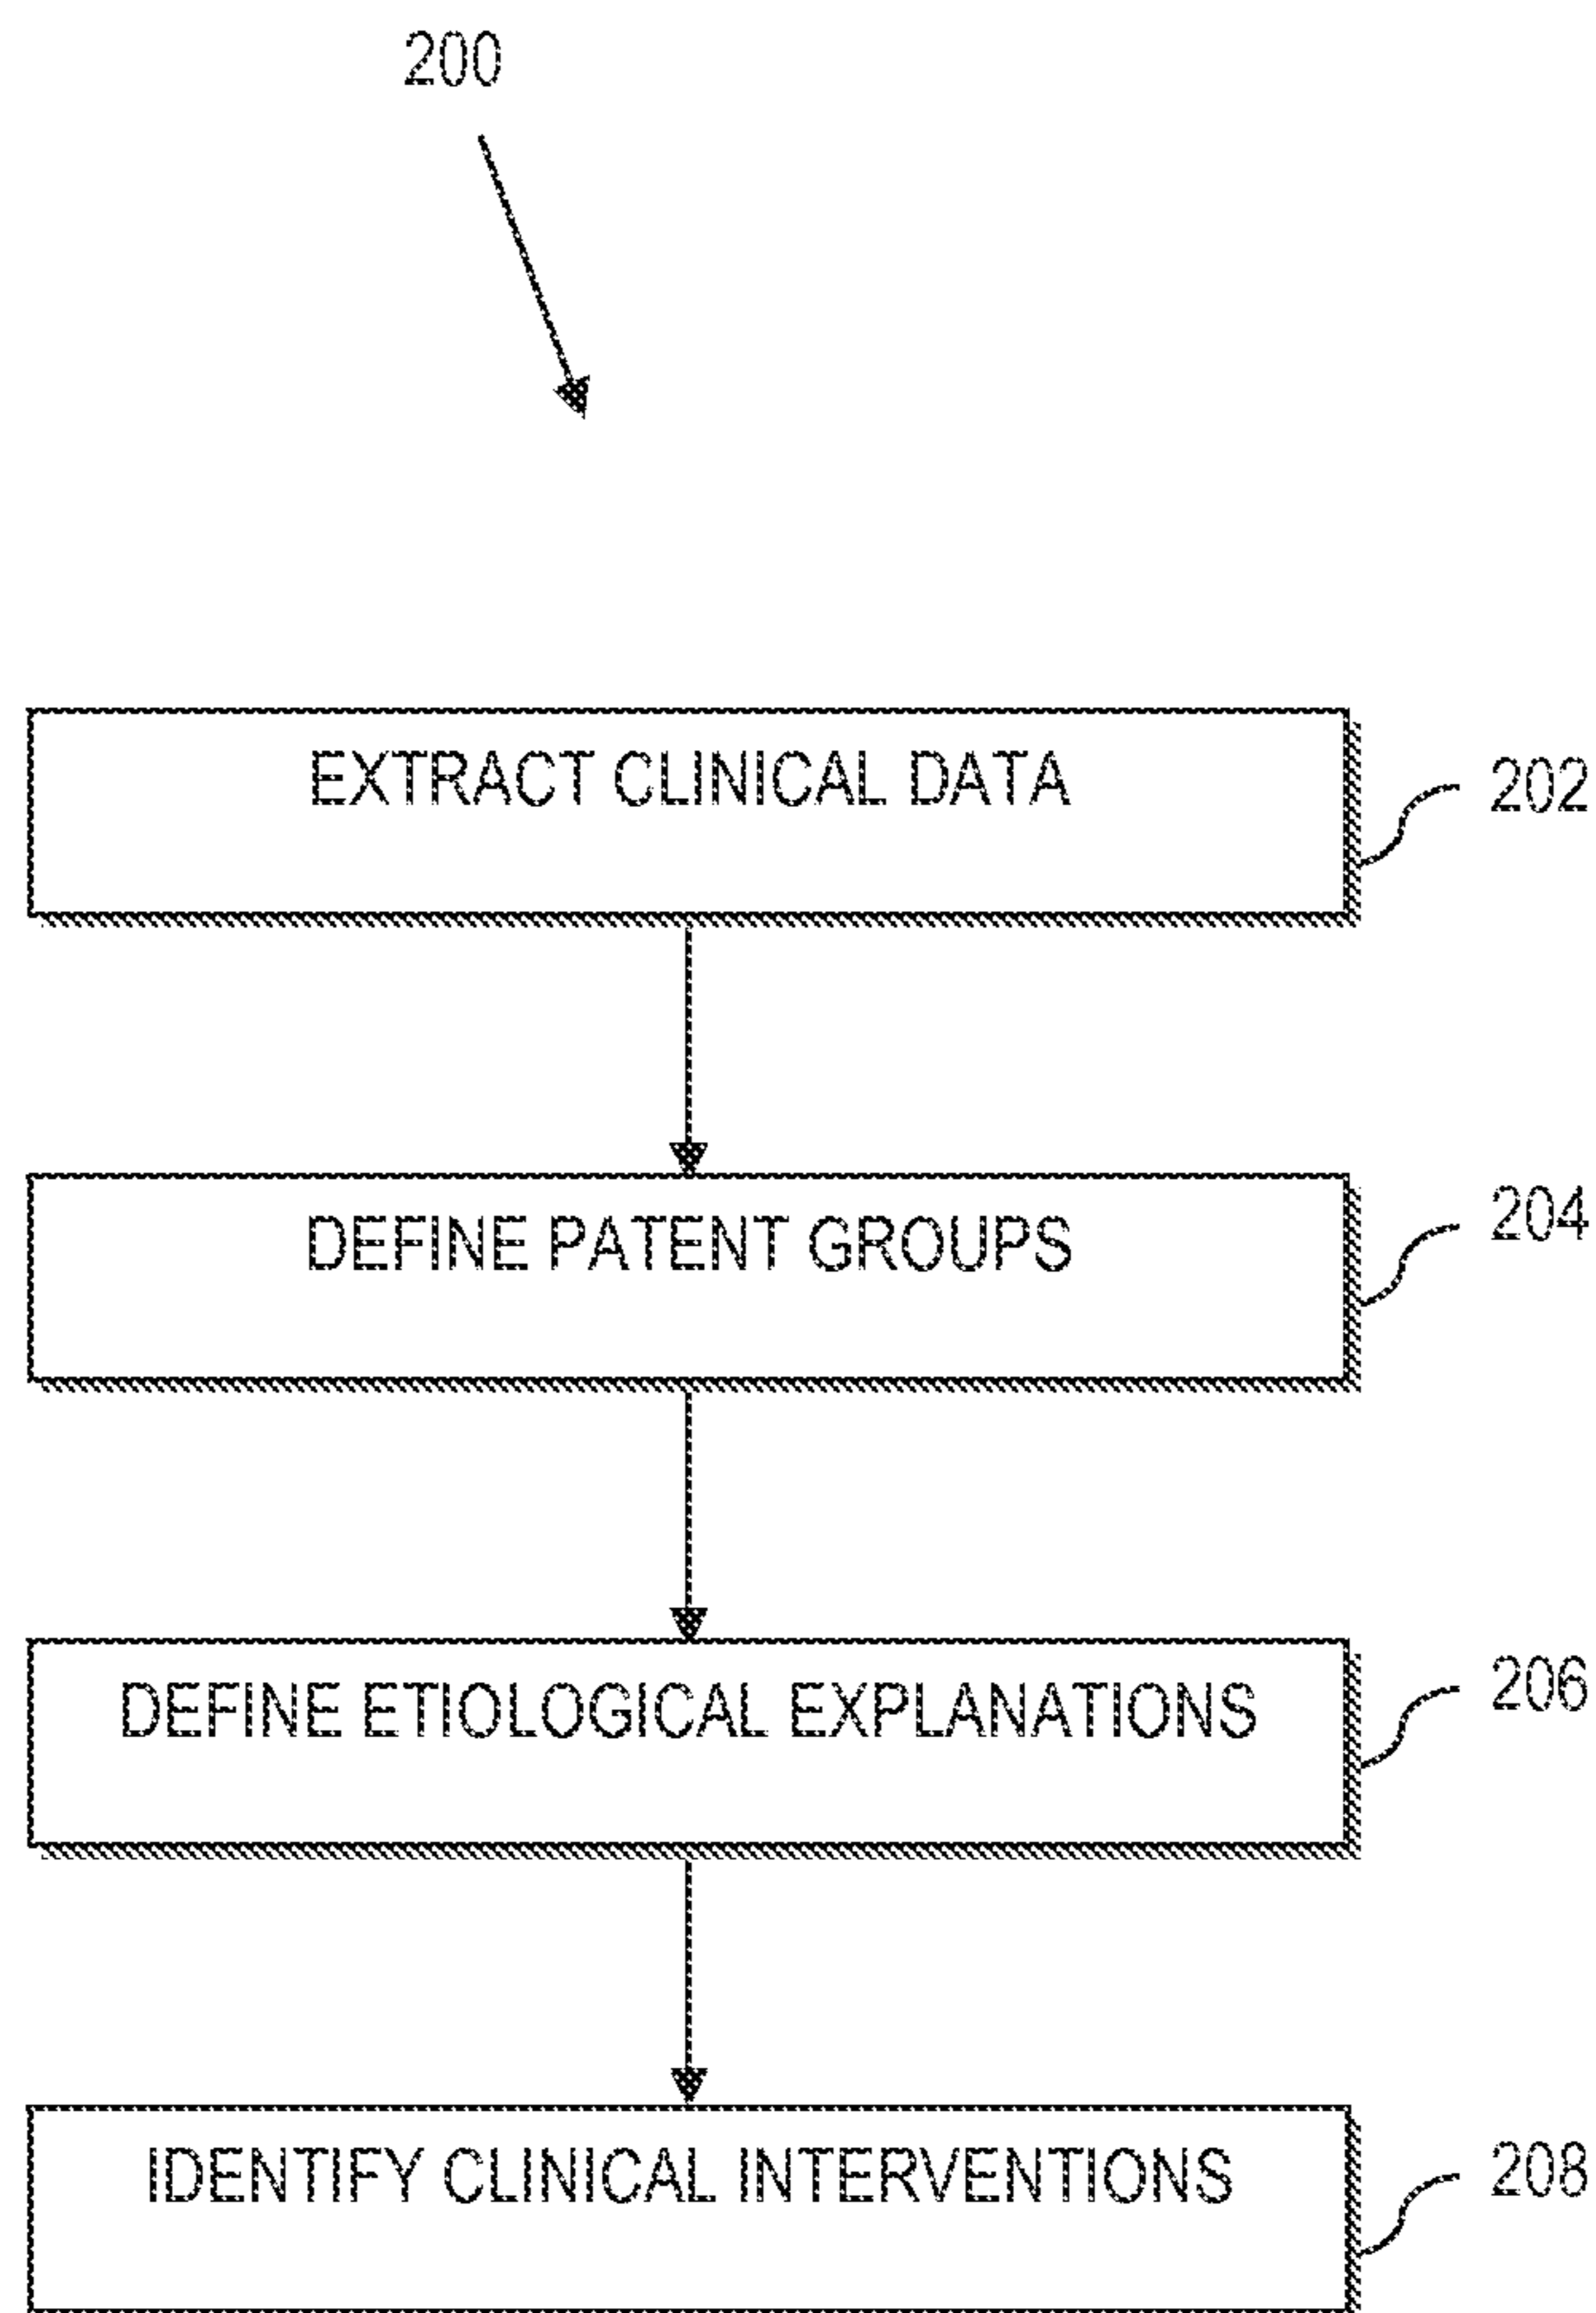 200
EXTRACT CLINICAL DATA
202
DEFINE PATENT GROUPS
204
DEFINE ETIOLOGICAL EXPLANATIONS
206
IDENTIFY CLINICAL INTERVENTIONS
208